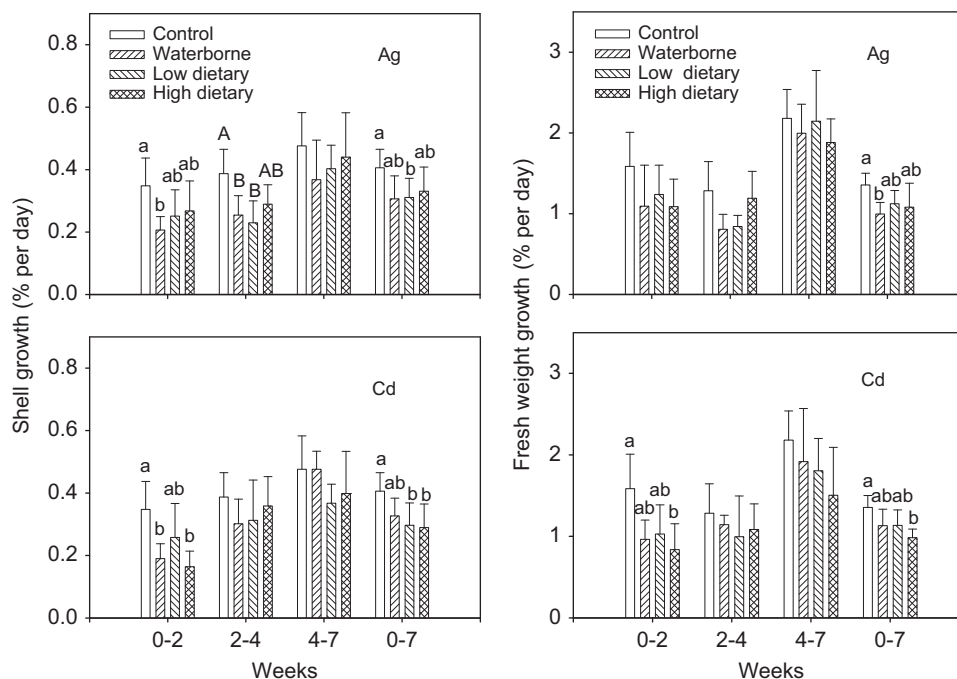 Control
Waterborne
Low dietary
High dietary
Ag
0.8
0.6
0.4
0.2
0.0
a
b
ab
ab
A
B
B
AB
a
ab
b
ab
Shell growth (% per day)
Cd
0.8
0.6
0.4
0.2
0.0
a
b
ab
b
a
ab
b
b
0-2
2-4
4-7
0-7
Weeks
Control
Waterborne
Low dietary
High dietary
Ag
3
2
1
0
a
b
ab
ab
Fresh weight growth (% per day)
Cd
3
2
1
0
a
ab
ab
b
a
abab
b
0-2
2-4
4-7
0-7
Weeks